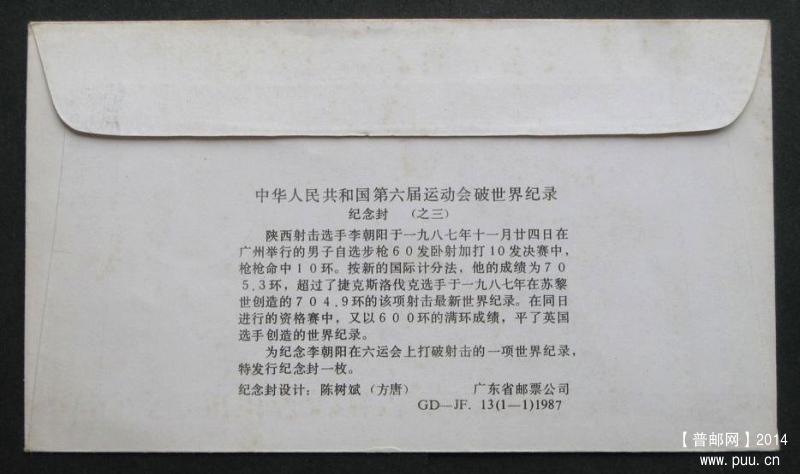 中华人民共和国第六届运动会破世界纪录
纪念封 （之三）
陕西射击选手李朝阳于一九八七年十一月廿四日在
广州举行的男子自选步枪６０发卧射加打10发决赛中，
枪枪命中１０环。按新的国际计分法，他的成绩为７０
５.３环，超过了捷克斯洛伐克选手于一九八七年在苏黎
世创造的７０４.９环的该项射击最新世界纪录。在同日
进行的资格赛中，又以６００环的满环成绩，平了英国
选手创造的世界纪录。
为纪念李朝阳在六运会上打破射击的一项世界纪录，
特发行纪念封一枚。
纪念封设计：陈树斌（方唐） 广东省邮票公司
GD—JF. 13(1—1)1987
【普邮网】2014
www.puu.cn